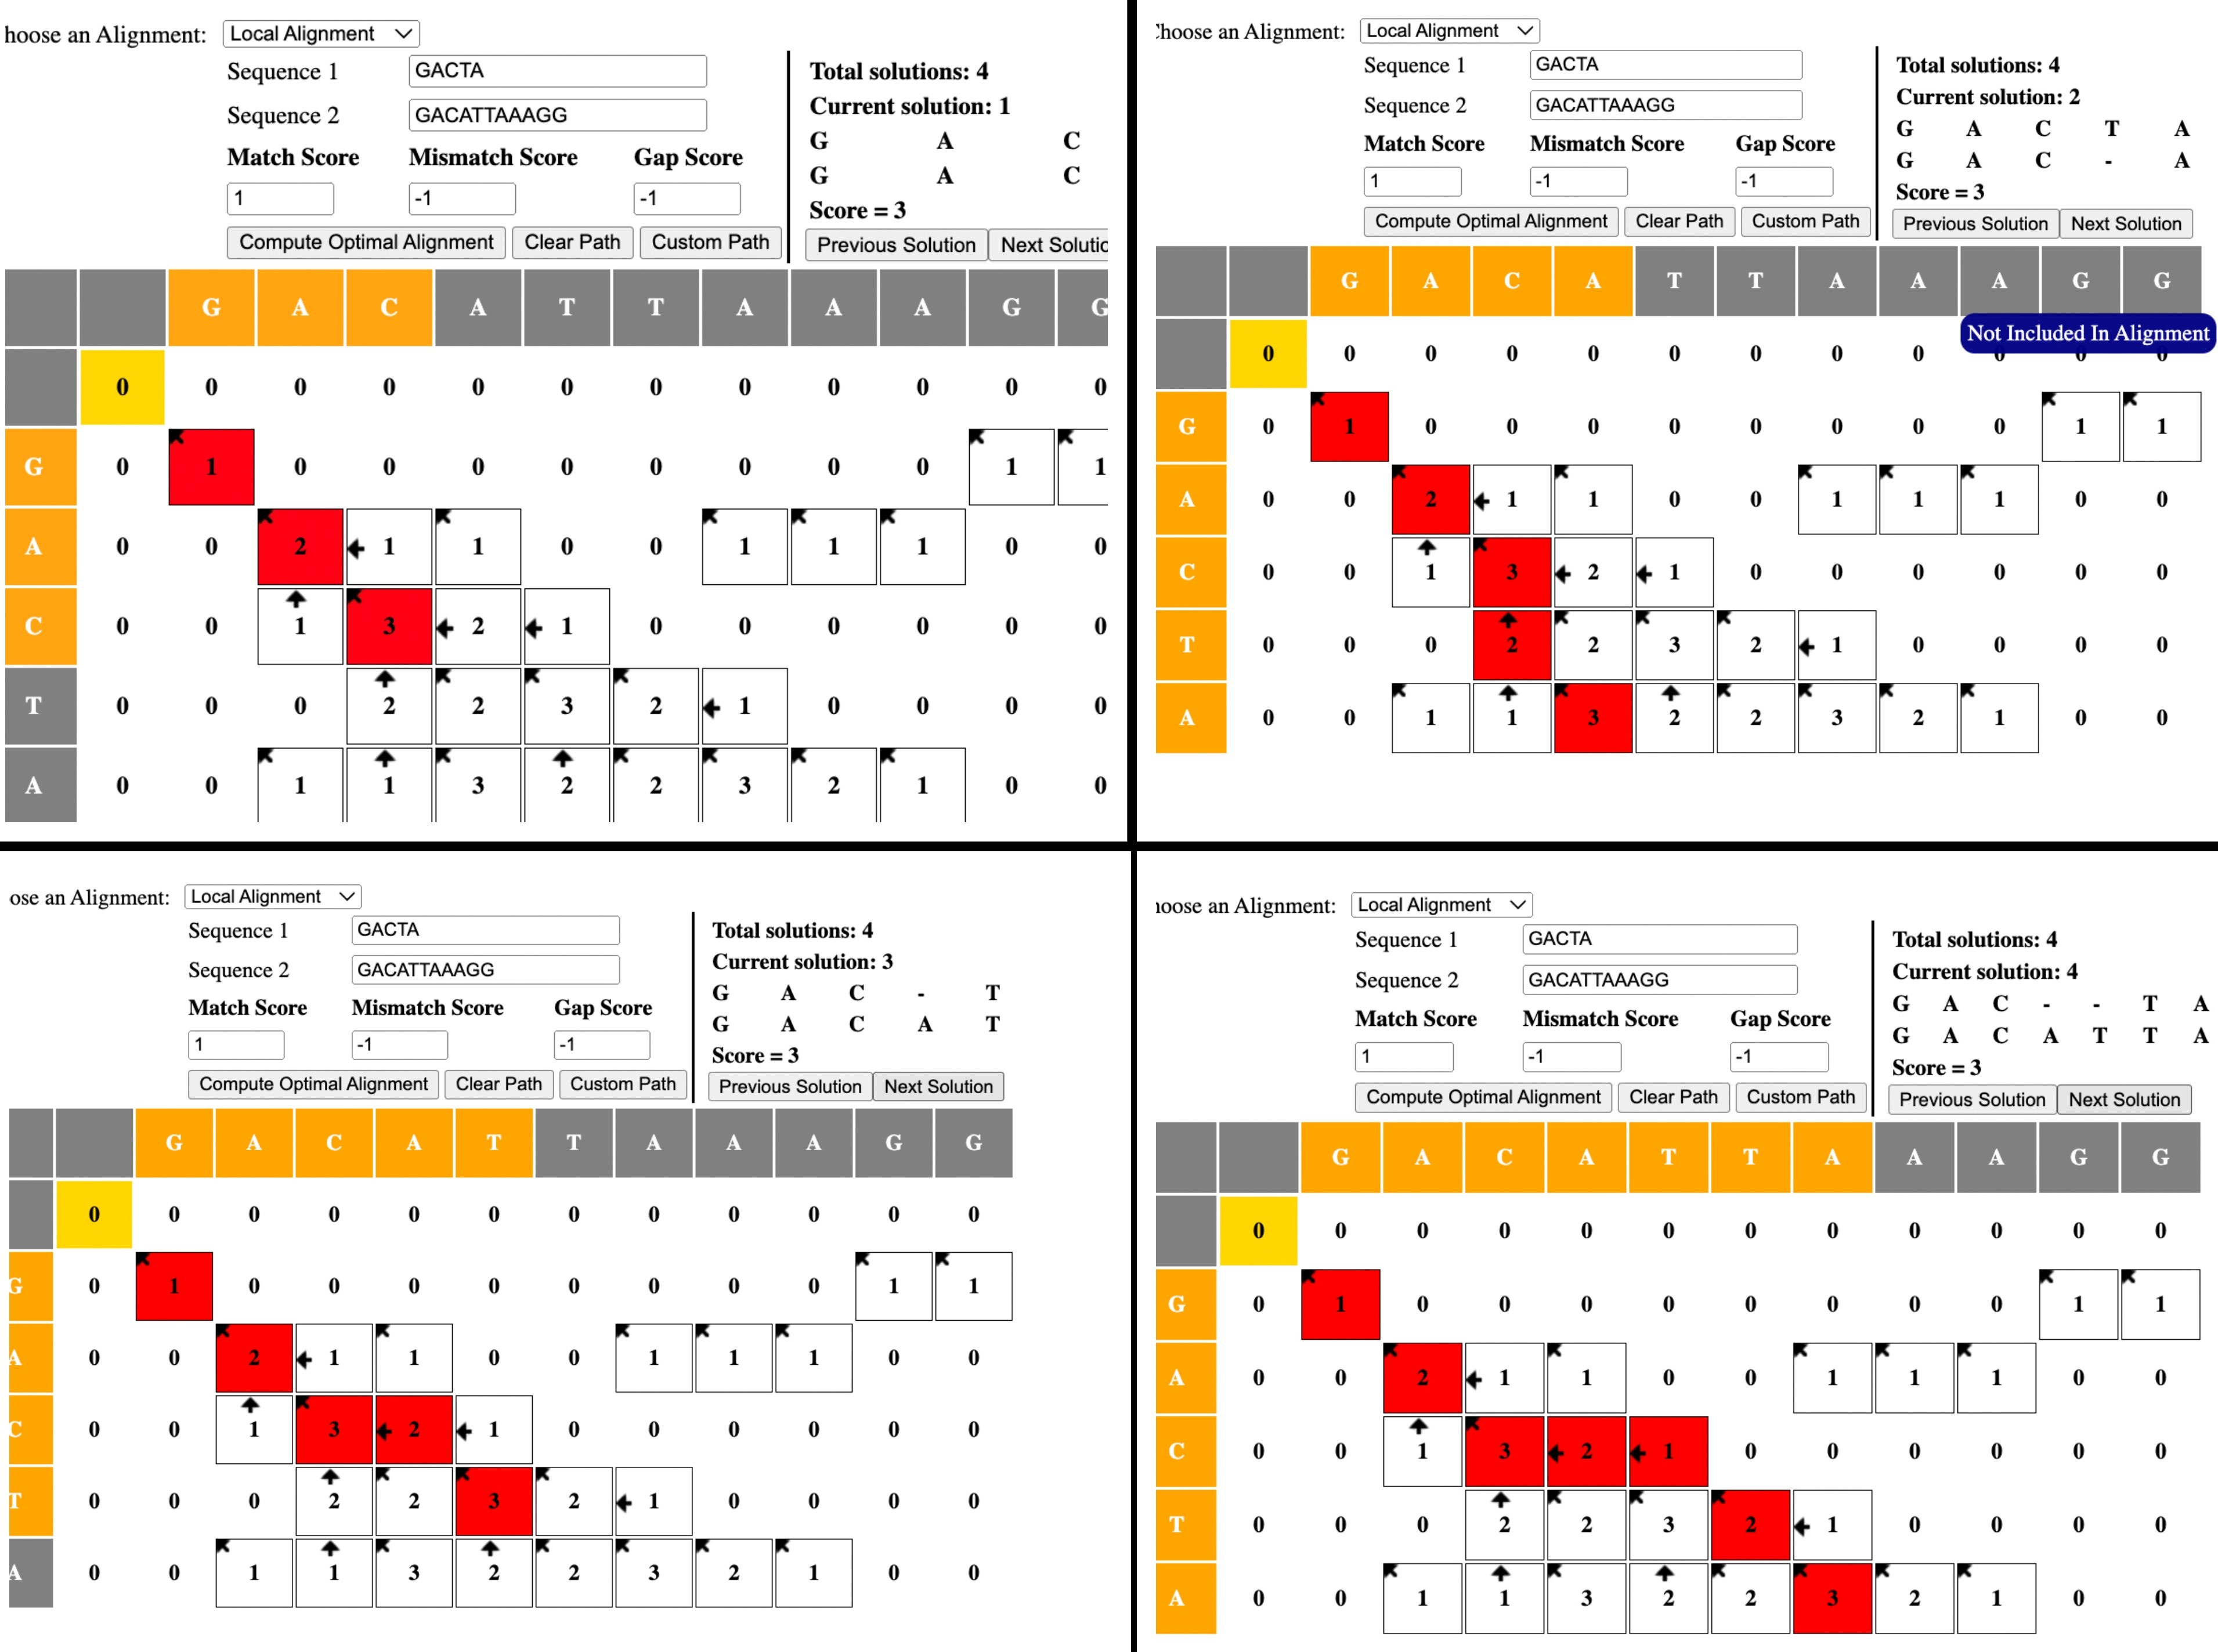 hoose an Alignment: Local Alignment
Sequence 1 GACTA
Sequence 2 GACATTAAAGG
Match Score Mismatch Score Gap Score
1 -1 -1
Compute Optimal Alignment Clear Path Custom Path
Total solutions: 4
Current solution: 1
G A C
G A C
Score = 3
Previous Solution Next Solutic
G A C A T T A A A G G
0 0 0 0 0 0 0 0 0 0 0 0
G 0 1 0 0 0 0 0 0 0 0 1 1
A 0 0 2 1 1 0 0 1 1 1 0 0
C 0 0 1 3 2 1 0 0 0 0 0 0
T 0 0 0 2 2 3 2 1 0 0 0 0
A 0 0 1 1 3 2 2 3 2 1 0 0
Choose an Alignment: Local Alignment
Sequence 1 GACTA
Sequence 2 GACATTAAAGG
Match Score Mismatch Score Gap Score
1 -1 -1
Compute Optimal Alignment Clear Path Custom Path
Total solutions: 4
Current solution: 2
G A C T A
G A C - A
Score = 3
Previous Solution Next Solution
G A C A T T A A A G G
Not Included In Alignment
0 0 0 0 0 0 0 0 0 0 0 0
G 0 1 0 0 0 0 0 0 0 0 1 1
A 0 0 2 1 1 0 0 1 1 1 0 0
C 0 0 1 3 2 1 0 0 0 0 0 0
T 0 0 0 2 2 3 2 1 0 0 0 0
A 0 0 1 1 3 2 2 3 2 1 0 0
ose an Alignment: Local Alignment
Sequence 1 GACTA
Sequence 2 GACATTAAAGG
Match Score Mismatch Score Gap Score
1 -1 -1
Compute Optimal Alignment Clear Path Custom Path
Total solutions: 4
Current solution: 3
G A C - T
G A C A T
Score = 3
Previous Solution Next Solution
G A C A T T A A A G G
0 0 0 0 0 0 0 0 0 0 0 0
G 0 1 0 0 0 0 0 0 0 0 1 1
A 0 0 2 1 1 0 0 1 1 1 0 0
C 0 0 1 3 2 1 0 0 0 0 0 0
T 0 0 0 2 2 3 2 1 0 0 0 0
A 0 0 1 1 3 2 2 3 2 1 0 0
hoose an Alignment: Local Alignment
Sequence 1 GACTA
Sequence 2 GACATTAAAGG
Match Score Mismatch Score Gap Score
1 -1 -1
Compute Optimal Alignment Clear Path Custom Path
Total solutions: 4
Current solution: 4
G A C - - T A
G A C A T T A
Score = 3
Previous Solution Next Solution
G A C A T T A A A G G
0 0 0 0 0 0 0 0 0 0 0 0
G 0 1 0 0 0 0 0 0 0 0 1 1
A 0 0 2 1 1 0 0 1 1 1 0 0
C 0 0 1 3 2 1 0 0 0 0 0 0
T 0 0 0 2 2 3 2 1 0 0 0 0
A 0 0 1 1 3 2 2 3 2 1 0 0